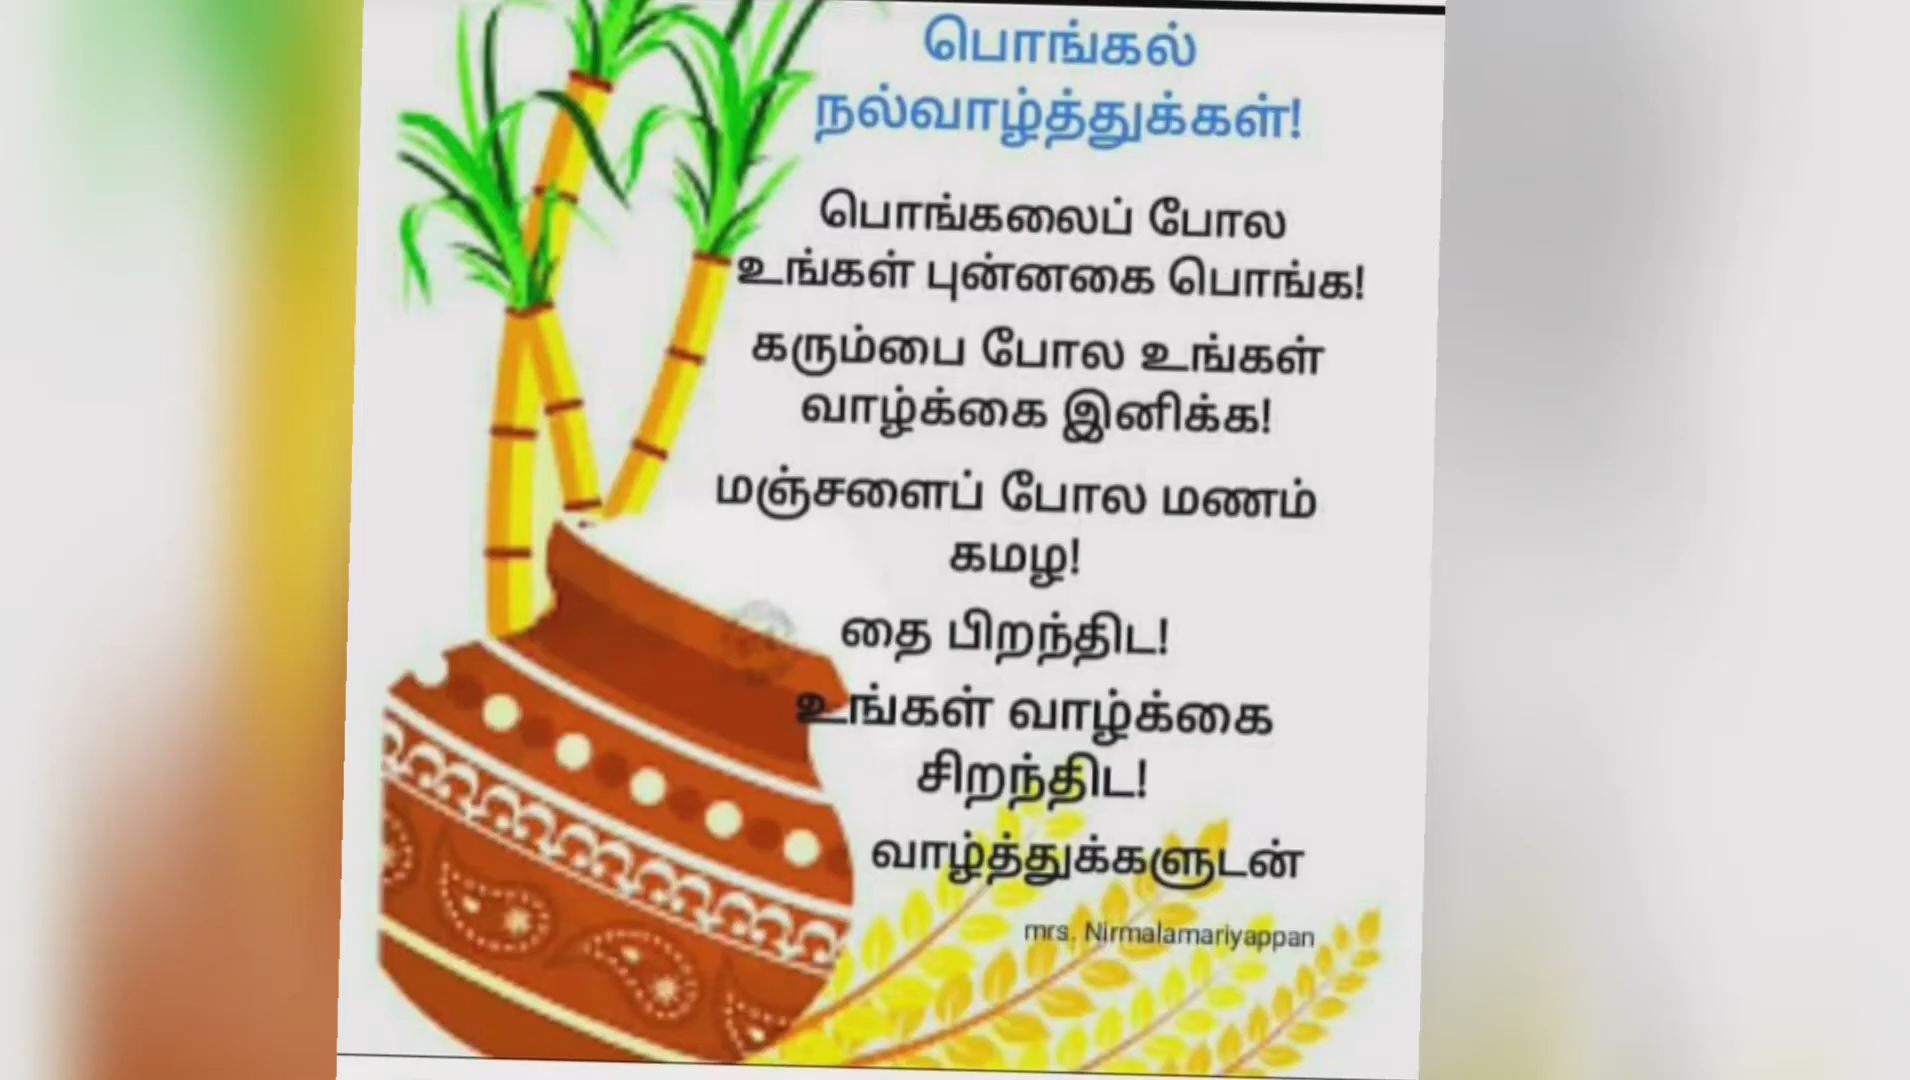 பொங்கல்
நல்வாழ்த்துக்கள்!
பொங்கலைப் போல
உங்கள் புன்னகை பொங்க!
கரும்பை போல உங்கள்
வாழ்க்கை இனிக்க!
மஞ்சளைப் போல மணம்
கமழ!
தை பிறந்திட!
உங்கள் வாழ்க்கை
சிறந்திட!
வாழ்த்துக்களுடன்
mrs. Nirmalamariyappan